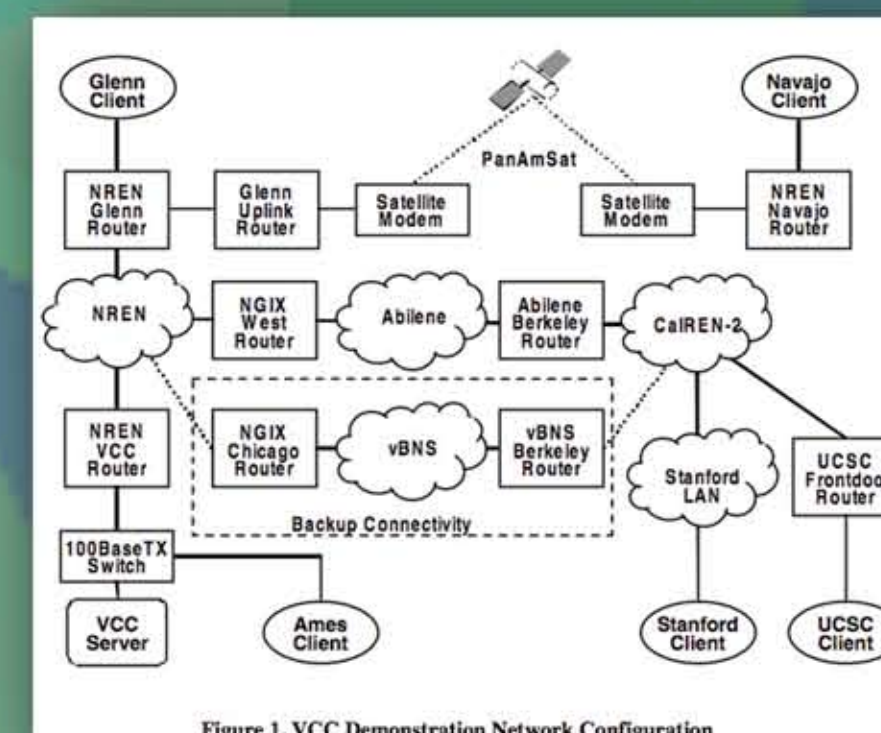 Glenn
Client
Navajo
Client
PanAmSat
NREN
Glenn
Router
Glenn
Uplink
Router
Satellite
Modem
Satellite
Modem
NREN
Navajo
Router
NREN
NGIX
West
Router
Abilene
Abilene
Berkeley
Router
CalREN-2
NREN
VCC
Router
NGIX
Chicago
Router
vBNS
vBNS
Berkeley
Router
Stanford
LAN
UCSC
Frontdoo
Router
Backup Connectivity
100BaseTX
Switch
VCC
Server
Ames
Client
Stanford
Client
UCSC
Client
Figure 1. VCC Demonstration Network Configuration